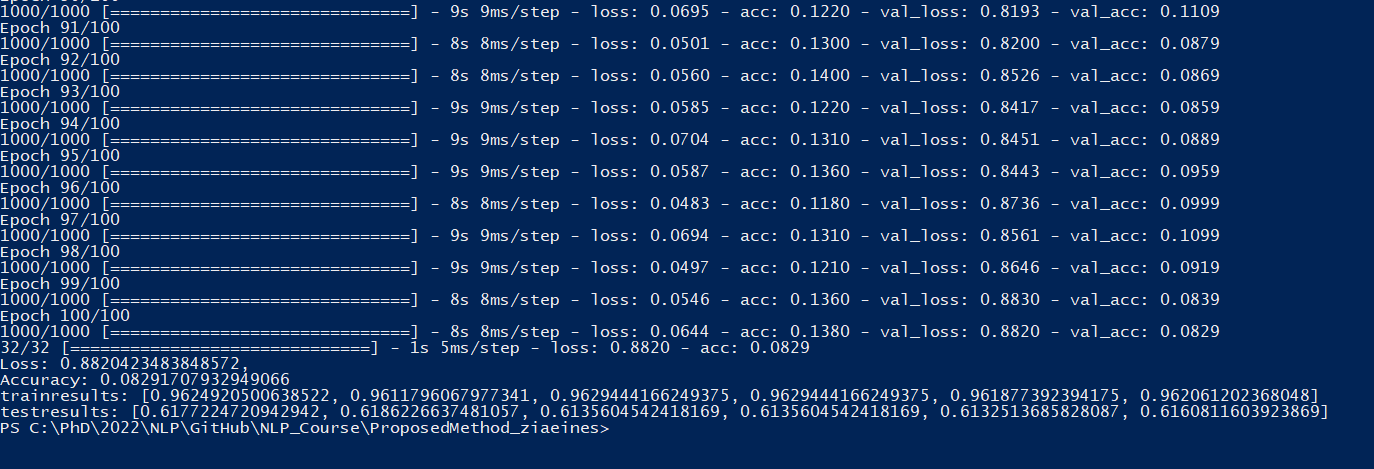 1000/1000 [==============================] - 9s 9ms/step - loss: 0.0695 - acc: 0.1220 - val_loss: 0.8193 - val_acc: 0.1109
Epoch 91/100
1000/1000 [==============================] - 8s 8ms/step - loss: 0.0501 - acc: 0.1300 - val_loss: 0.8200 - val_acc: 0.0879
Epoch 92/100
1000/1000 [==============================] - 8s 8ms/step - loss: 0.0560 - acc: 0.1400 - val_loss: 0.8526 - val_acc: 0.0869
Epoch 93/100
1000/1000 [==============================] - 9s 9ms/step - loss: 0.0585 - acc: 0.1220 - val_loss: 0.8417 - val_acc: 0.0859
Epoch 94/100
1000/1000 [==============================] - 9s 9ms/step - loss: 0.0704 - acc: 0.1310 - val_loss: 0.8451 - val_acc: 0.0889
Epoch 95/100
1000/1000 [==============================] - 9s 9ms/step - loss: 0.0587 - acc: 0.1360 - val_loss: 0.8443 - val_acc: 0.0959
Epoch 96/100
1000/1000 [==============================] - 8s 8ms/step - loss: 0.0483 - acc: 0.1180 - val_loss: 0.8736 - val_acc: 0.0999
Epoch 97/100
1000/1000 [==============================] - 9s 9ms/step - loss: 0.0694 - acc: 0.1310 - val_loss: 0.8561 - val_acc: 0.1099
Epoch 98/100
1000/1000 [==============================] - 9s 9ms/step - loss: 0.0497 - acc: 0.1210 - val_loss: 0.8646 - val_acc: 0.0919
Epoch 99/100
1000/1000 [==============================] - 8s 8ms/step - loss: 0.0546 - acc: 0.1360 - val_loss: 0.8830 - val_acc: 0.0839
Epoch 100/100
1000/1000 [==============================] - 8s 8ms/step - loss: 0.0644 - acc: 0.1380 - val_loss: 0.8820 - val_acc: 0.0829
32/32 [==============================] - 1s 5ms/step - loss: 0.8820 - acc: 0.0829
Loss: 0.8820423483848572,
Accuracy: 0.08291707932949066
trainresults: [0.9624920500638522, 0.9611796067977341, 0.9629444166249375, 0.9629444166249375, 0.961877392394175, 0.962061202368048]
testresults: [0.6177224720942942, 0.6186226637481057, 0.6135604542418169, 0.6135604542418169, 0.6132513685828087, 0.6160811603923869]
PS C:\PhD\2022\NLP\GitHub\NLP_Course\ProposedMethod_ziaeines>